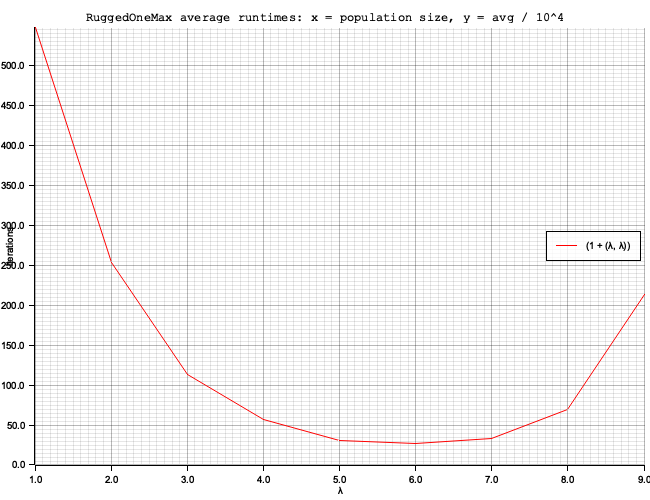 RuggedOneMax average runtimes: x = population size, y = avg / 10^4
500.0
450.0
400.0
350.0
300.0
250.0
200.0
150.0
100.0
50.0
0.0
iterations
(1 + (λ, λ))
1.0 2.0 3.0 4.0 5.0 6.0 7.0 8.0 9.0
λ